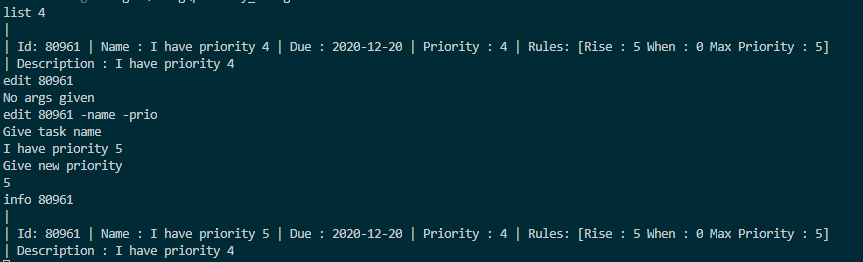 list 4
|
| Id: 80961 | Name : I have priority 4 | Due : 2020-12-20 | Priority : 4 | Rules: [Rise : 5 When : 0 Max Priority : 5]
| Description : I have priority 4
edit 80961
No args given
edit 80961 -name -prio
Give task name
I have priority 5
Give new priority
5
info 80961
|
| Id: 80961 | Name : I have priority 5 | Due : 2020-12-20 | Priority : 4 | Rules: [Rise : 5 When : 0 Max Priority : 5]
| Description : I have priority 4